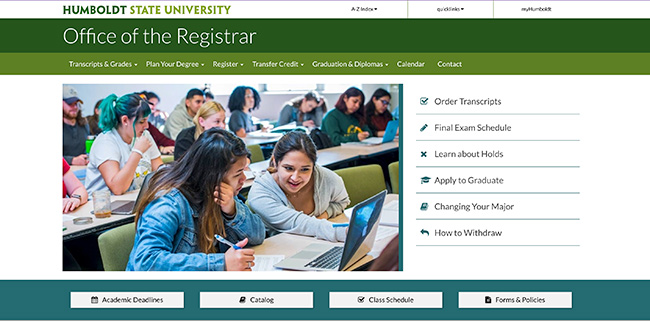 HUMBOLDT STATE UNIVERSITY
A-Z Index
quicklinks
myHumboldt
Office of the Registrar
Transcripts & Grades
Plan Your Degree
Register
Transfer Credit
Graduation & Diplomas
Calendar
Contact
Order Transcripts
Final Exam Schedule
Learn about Holds
Apply to Graduate
Changing Your Major
How to Withdraw
Academic Deadlines
Catalog
Class Schedule
Forms & Policies